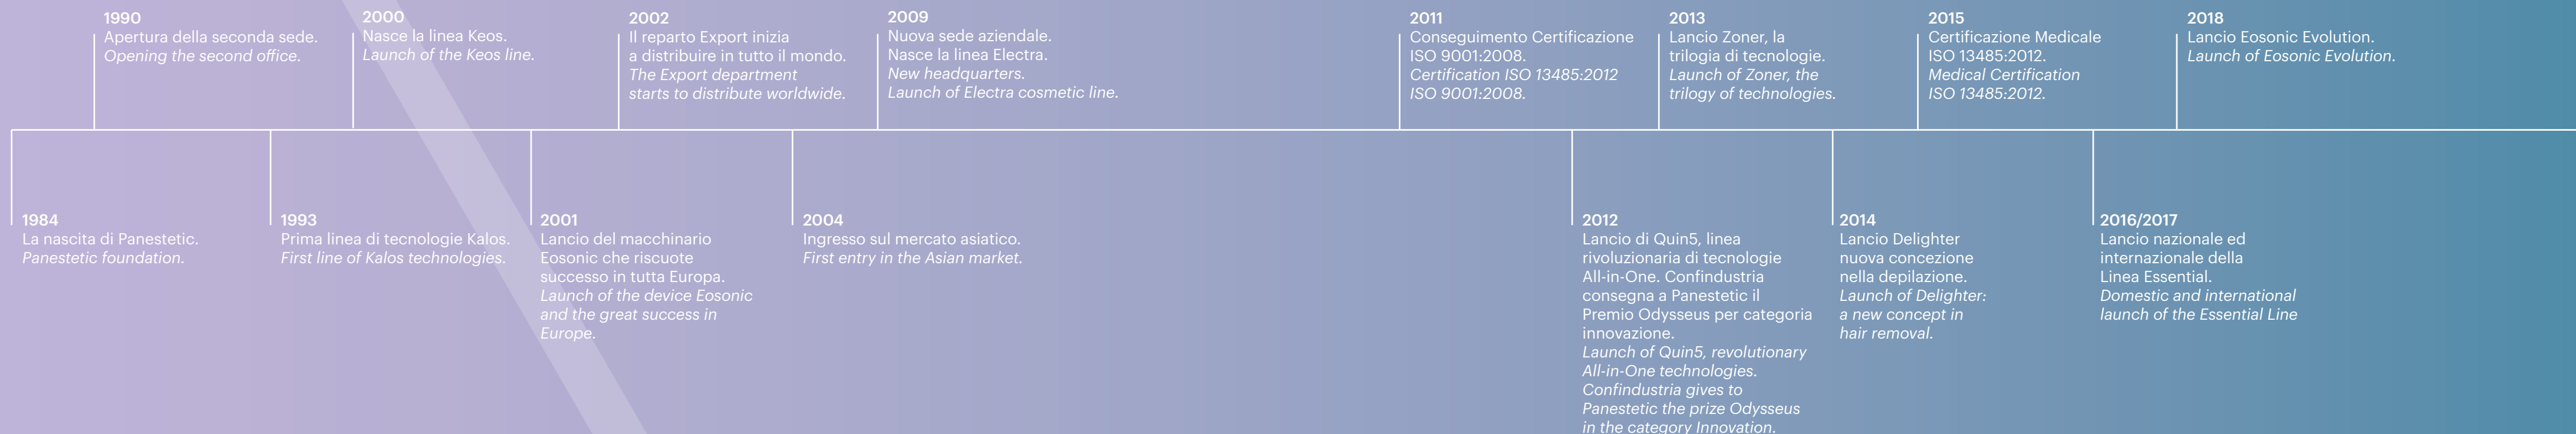 1990
Apertura della seconda sede.
Opening the second office.
2000
Nasce la linea Keos.
Launch of the Keos line.
2002
Il reparto Export inizia
a distribuire in tutto il mondo.
The Export department
starts to distribute worldwide.
2009
Nuova sede aziendale.
Nasce la linea Electra.
New headquarters.
Launch of Electra cosmetic line.
2011
Conseguimento Certificazione
ISO 9001:2008.
Certification ISO 13485:2012
ISO 9001:2008.
2013
Lancio Zoner, la
trilogia di tecnologie.
Launch of Zoner, the
trilogy of technologies.
2015
Certificazione Medicale
ISO 13485:2012.
Medical Certification
ISO 13485:2012.
2018
Lancio Eosonic Evolution.
Launch of Eosonic Evolution.
1984
La nascita di Panestetic.
Panestetic foundation.
1993
Prima linea di tecnologie Kalos.
First line of Kalos technologies.
2001
Lancio del macchinario
Eosonic che riscuote
successo in tutta Europa.
Launch of the device Eosonic
and the great success in
Europe.
2004
Ingresso sul mercato asiatico.
First entry in the Asian market.
2012
Lancio di Quin5, linea
rivoluzionaria di tecnologie
All-in-One. Confindustria
consegna a Panestetic il
Premio Odysseus per categoria
innovazione.
Launch of Quin5, revolutionary
All-in-One technologies.
Confindustria gives to
Panestetic the prize Odysseus
in the category Innovation.
2014
Lancio Delighter
nuova concezione
nella depilazione.
Launch of Delighter:
a new concept in
hair removal.
2016/2017
Lancio nazionale ed
internazionale della
Linea Essential.
Domestic and international
launch of the Essential Line